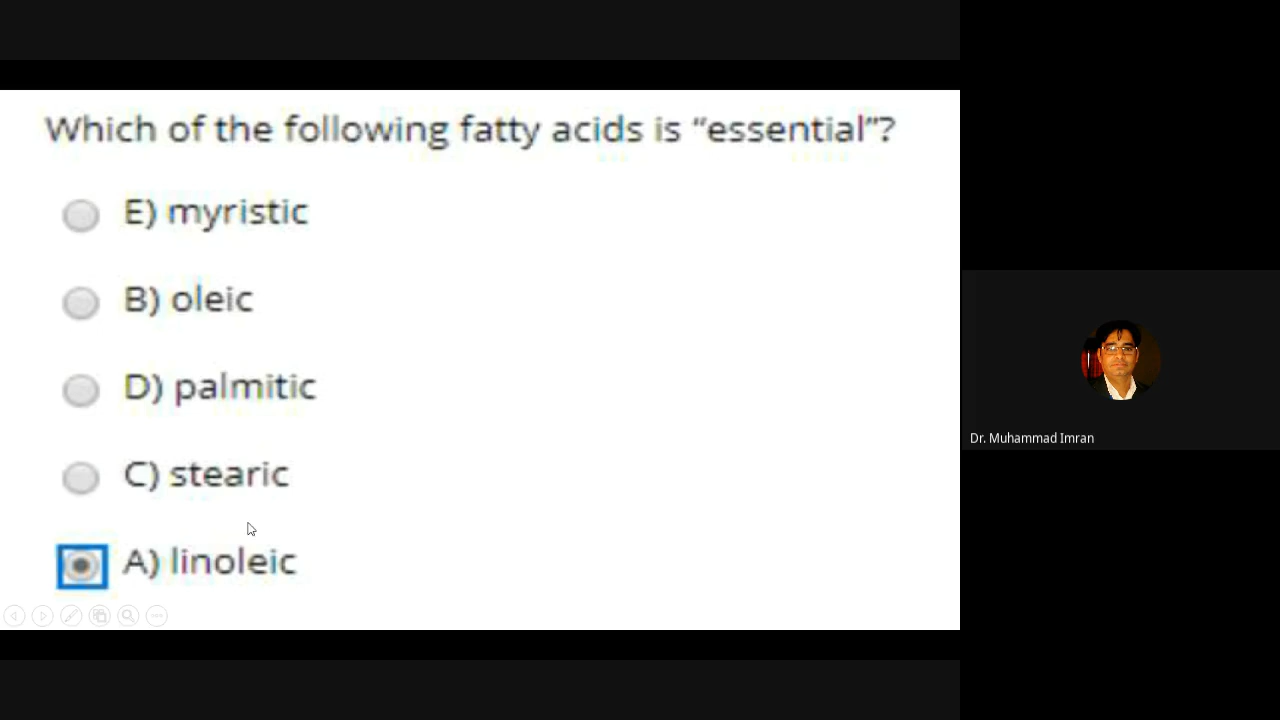 Which of the following fatty acids is “essential”?
E) myristic
B) oleic
D) palmitic
C) stearic
A) linoleic
Dr. Muhammad Imran